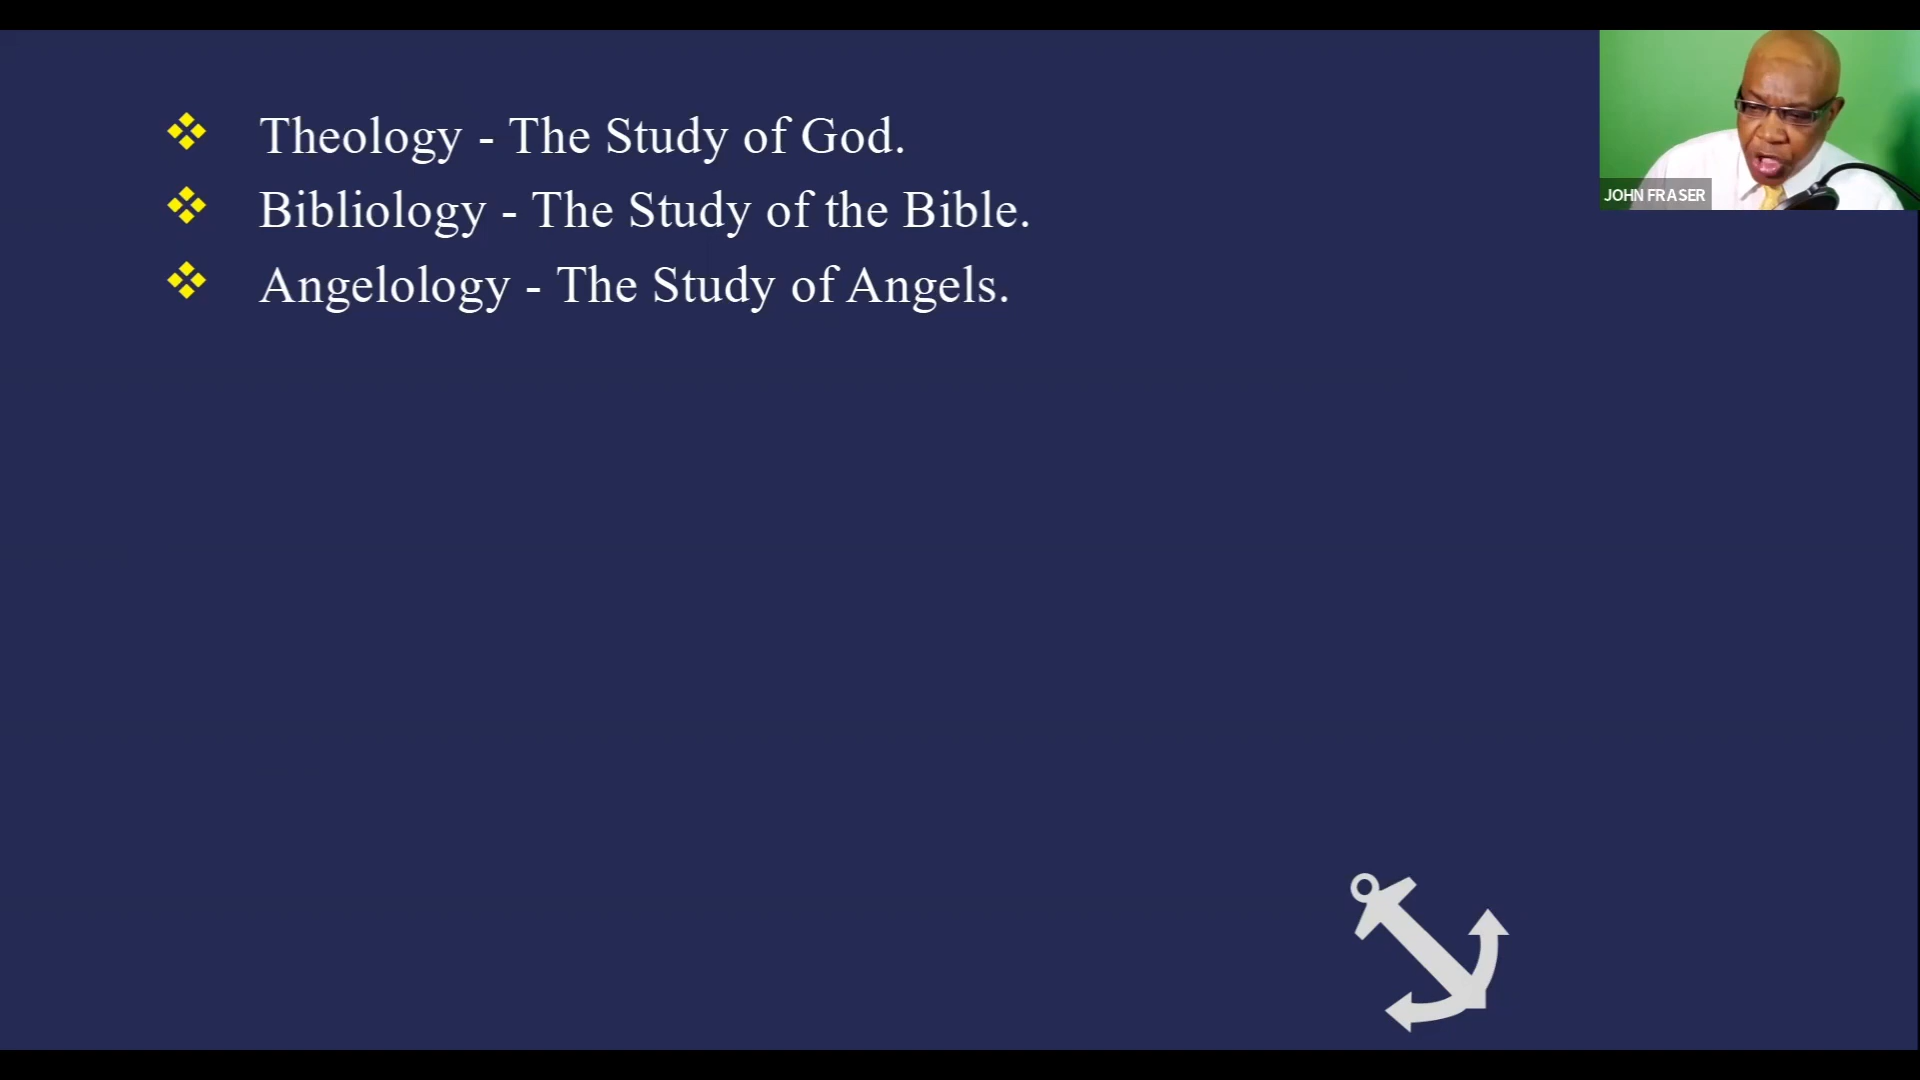 Theology - The Study of God.
Bibliology - The Study of the Bible.
Angelology - The Study of Angels.
JOHN FRASER